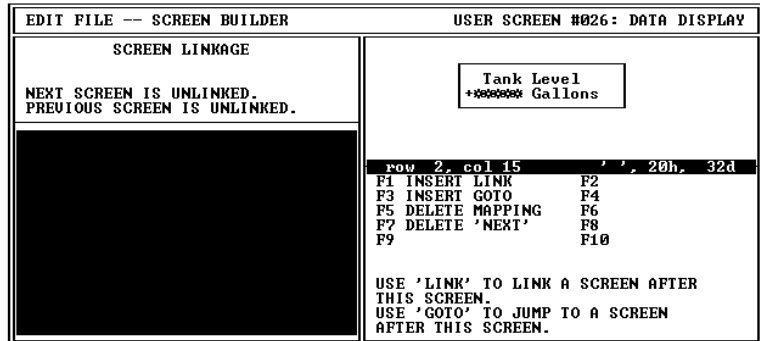 EDIT FILE -- SCREEN BUILDER
USER SCREEN #026: DATA DISPLAY
SCREEN LINKAGE
NEXT SCREEN IS UNLINKED.
PREVIOUS SCREEN IS UNLINKED.
Tank Level
Gallons
row 2, col 15 ' ', 20h, 32d
F1 INSERT LINK F2
F3 INSERT GOTO F4
F5 DELETE MAPPING F6
F7 DELETE 'NEXT' F8
F9 F10
USE 'LINK' TO LINK A SCREEN AFTER
THIS SCREEN.
USE 'GOTO' TO JUMP TO A SCREEN
AFTER THIS SCREEN.